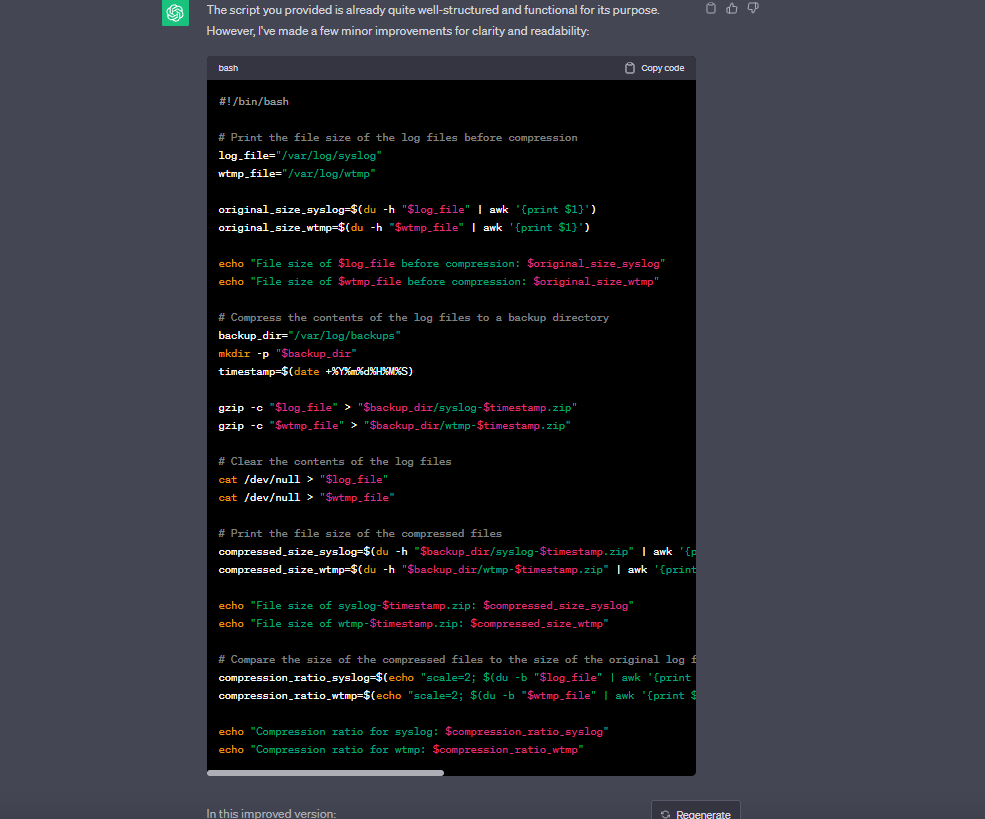 The script you provided is already quite well-structured and functional for its purpose.
However, I've made a few minor improvements for clarity and readability:
bash
Copy code
#!/bin/bash
# Print the file size of the log files before compression
log_file="/var/log/syslog"
wtmp_file="/var/log/wtmp"
original_size_syslog=$(du -h "$log_file" | awk '{print $1}')
original_size_wtmp=$(du -h "$wtmp_file" | awk '{print $1}')
echo "File size of $log_file before compression: $original_size_syslog"
echo "File size of $wtmp_file before compression: $original_size_wtmp"
# Compress the contents of the log files to a backup directory
backup_dir="/var/log/backups"
mkdir -p "$backup_dir"
timestamp=$(date +%Y%m%d%H%M%S)
gzip -c "$log_file" > "$backup_dir/syslog-$timestamp.zip"
gzip -c "$wtmp_file" > "$backup_dir/wtmp-$timestamp.zip"
# Clear the contents of the log files
cat /dev/null > "$log_file"
cat /dev/null > "$wtmp_file"
# Print the file size of the compressed files
compressed_size_syslog=$(du -h "$backup_dir/syslog-$timestamp.zip" | awk '{p
compressed_size_wtmp=$(du -h "$backup_dir/wtmp-$timestamp.zip" | awk '{print
echo "File size of syslog-$timestamp.zip: $compressed_size_syslog"
echo "File size of wtmp-$timestamp.zip: $compressed_size_wtmp"
# Compare the size of the compressed files to the size of the original log f
compression_ratio_syslog=$(echo "scale=2; $(du -b "$log_file" | awk '{print
compression_ratio_wtmp=$(echo "scale=2; $(du -b "$wtmp_file" | awk '{print $
echo "Compression ratio for syslog: $compression_ratio_syslog"
echo "Compression ratio for wtmp: $compression_ratio_wtmp"
In this improved version:
Regenerate